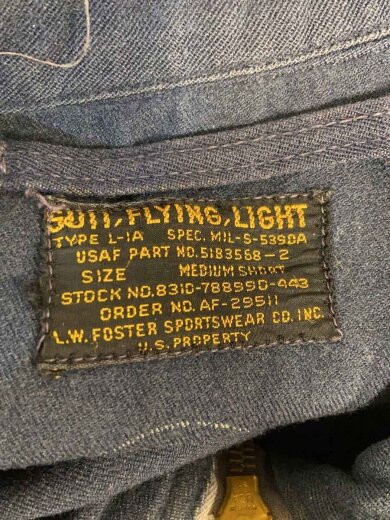 SUIT, FLYING, LIGHT
TYPE L-1A SPEC. MIL-S-5390A
USAF PART NO. 5183568-2
SIZE MEDIUM SHORT
STOCK NO. 8310-788990-443
ORDER NO. AF-29511
L.W. FOSTER SPORTSWEAR CO. INC.
U.S. PROPERTY